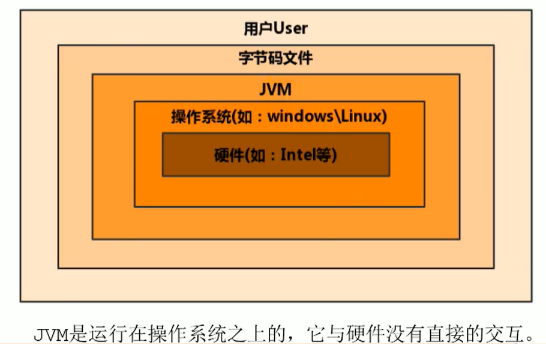 用户User
字节码文件
JVM
操作系统(如：windows\Linux)
硬件(如：Intel等)
JVM是运行在操作系统之上的，它与硬件没有直接的交互。